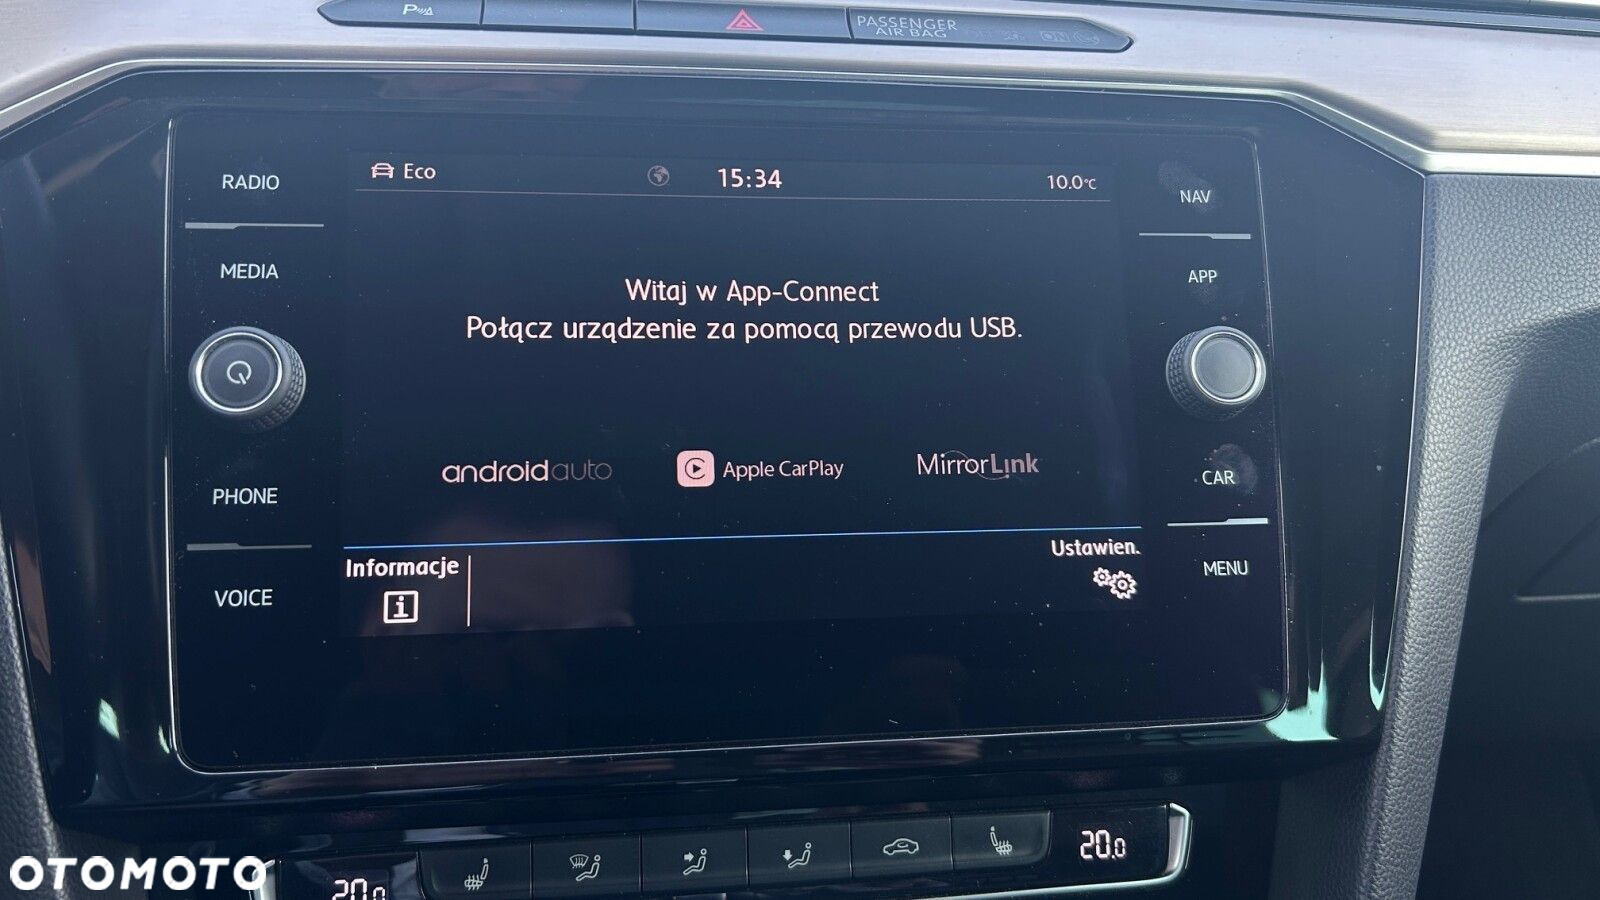 P
PASSENGER
AIR BAG
RADIO
MEDIA
PHONE
VOICE
Eco
15:34
10.0°C
Witaj w App-Connect
Połącz urządzenie za pomocą przewodu USB.
androidauto
Apple CarPlay
MirrorLink
Informacje
i
Ustawien.
NAV
APP
CAR
MENU
20.0
20.0
OTOMOTO